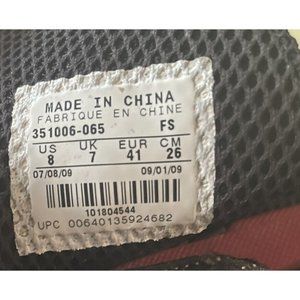 MADE IN CHINA
FABRIQUE EN CHINE
351006-065 FS
US UK EUR CM
8 7 41 26
07/08/09 09/01/09
101804544
UPC 00640135924682